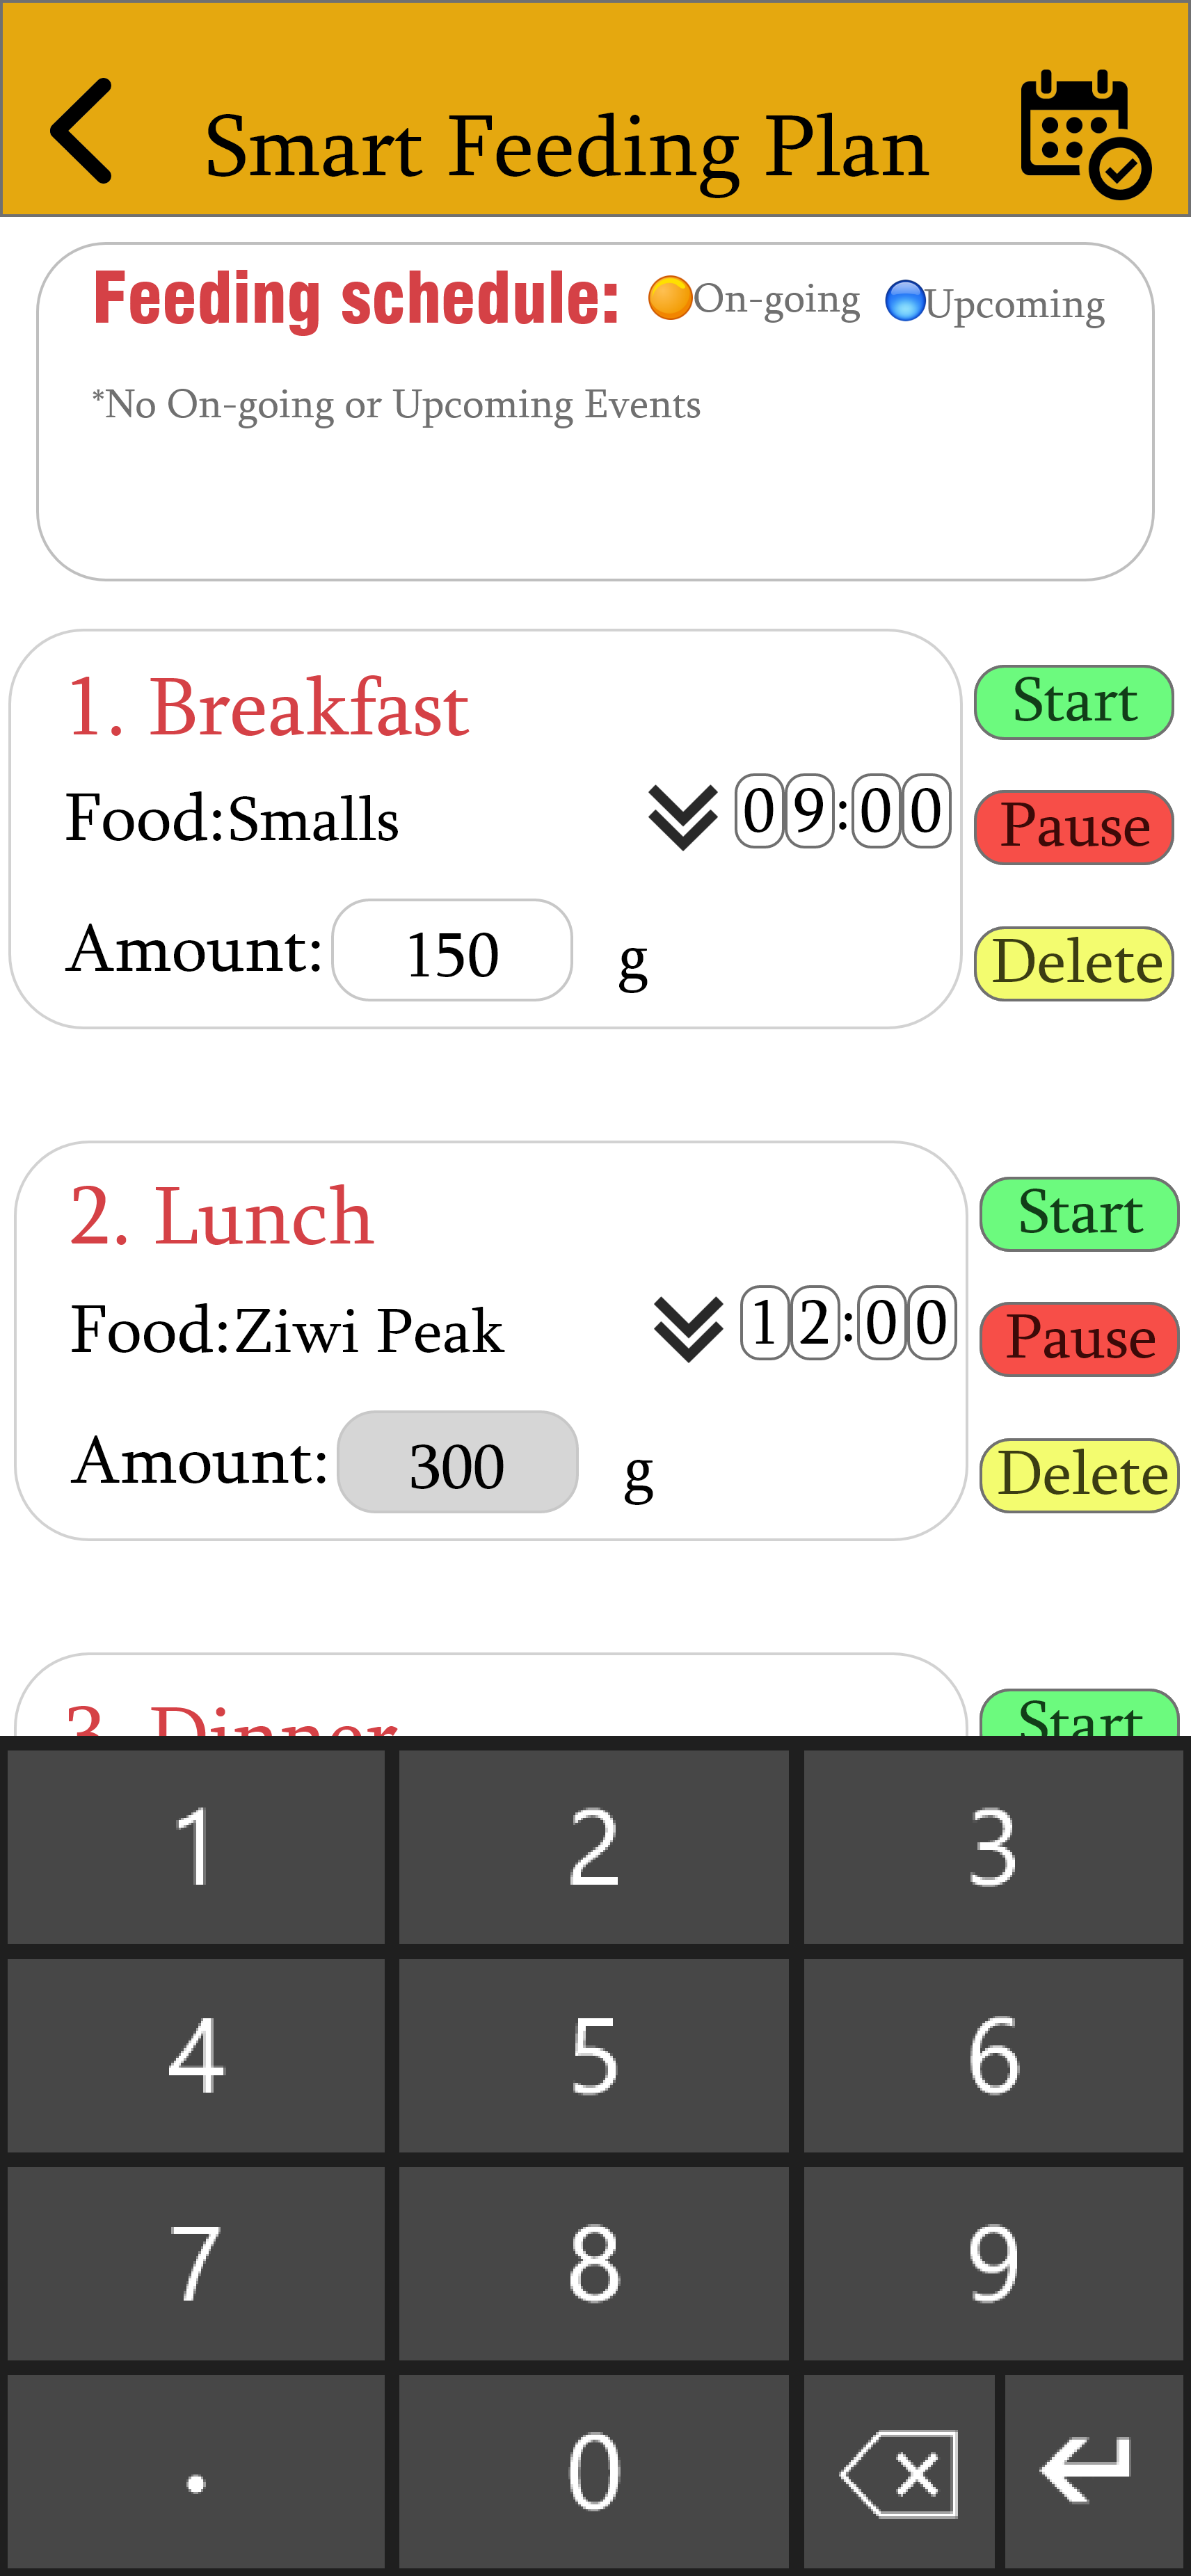 Smart Feeding Plan
Feeding schedule: On-going Upcoming
*No On-going or Upcoming Events
1. Breakfast
Start
Food:Smalls 09:00
Pause
Amount: 150 g
Delete
2. Lunch
Start
Food:Ziwi Peak 12:00
Pause
Amount: 300 g
Delete
3. Dinner
Start
1 2 3
4 5 6
7 8 9
. 0